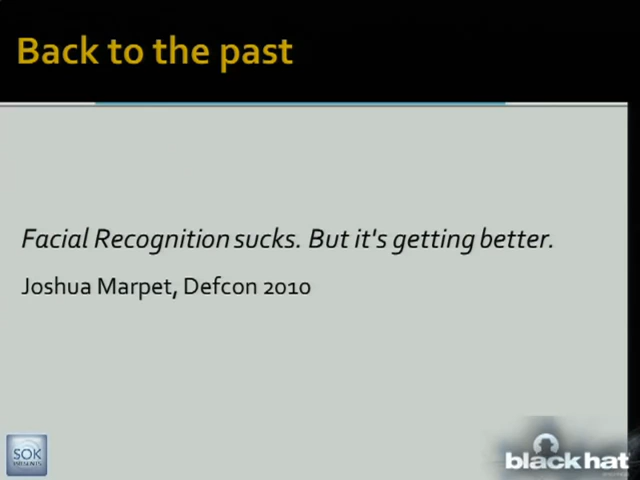 Back to the past
Facial Recognition sucks. But it's getting better.
Joshua Marpet, Defcon 2010
SOK
black hat